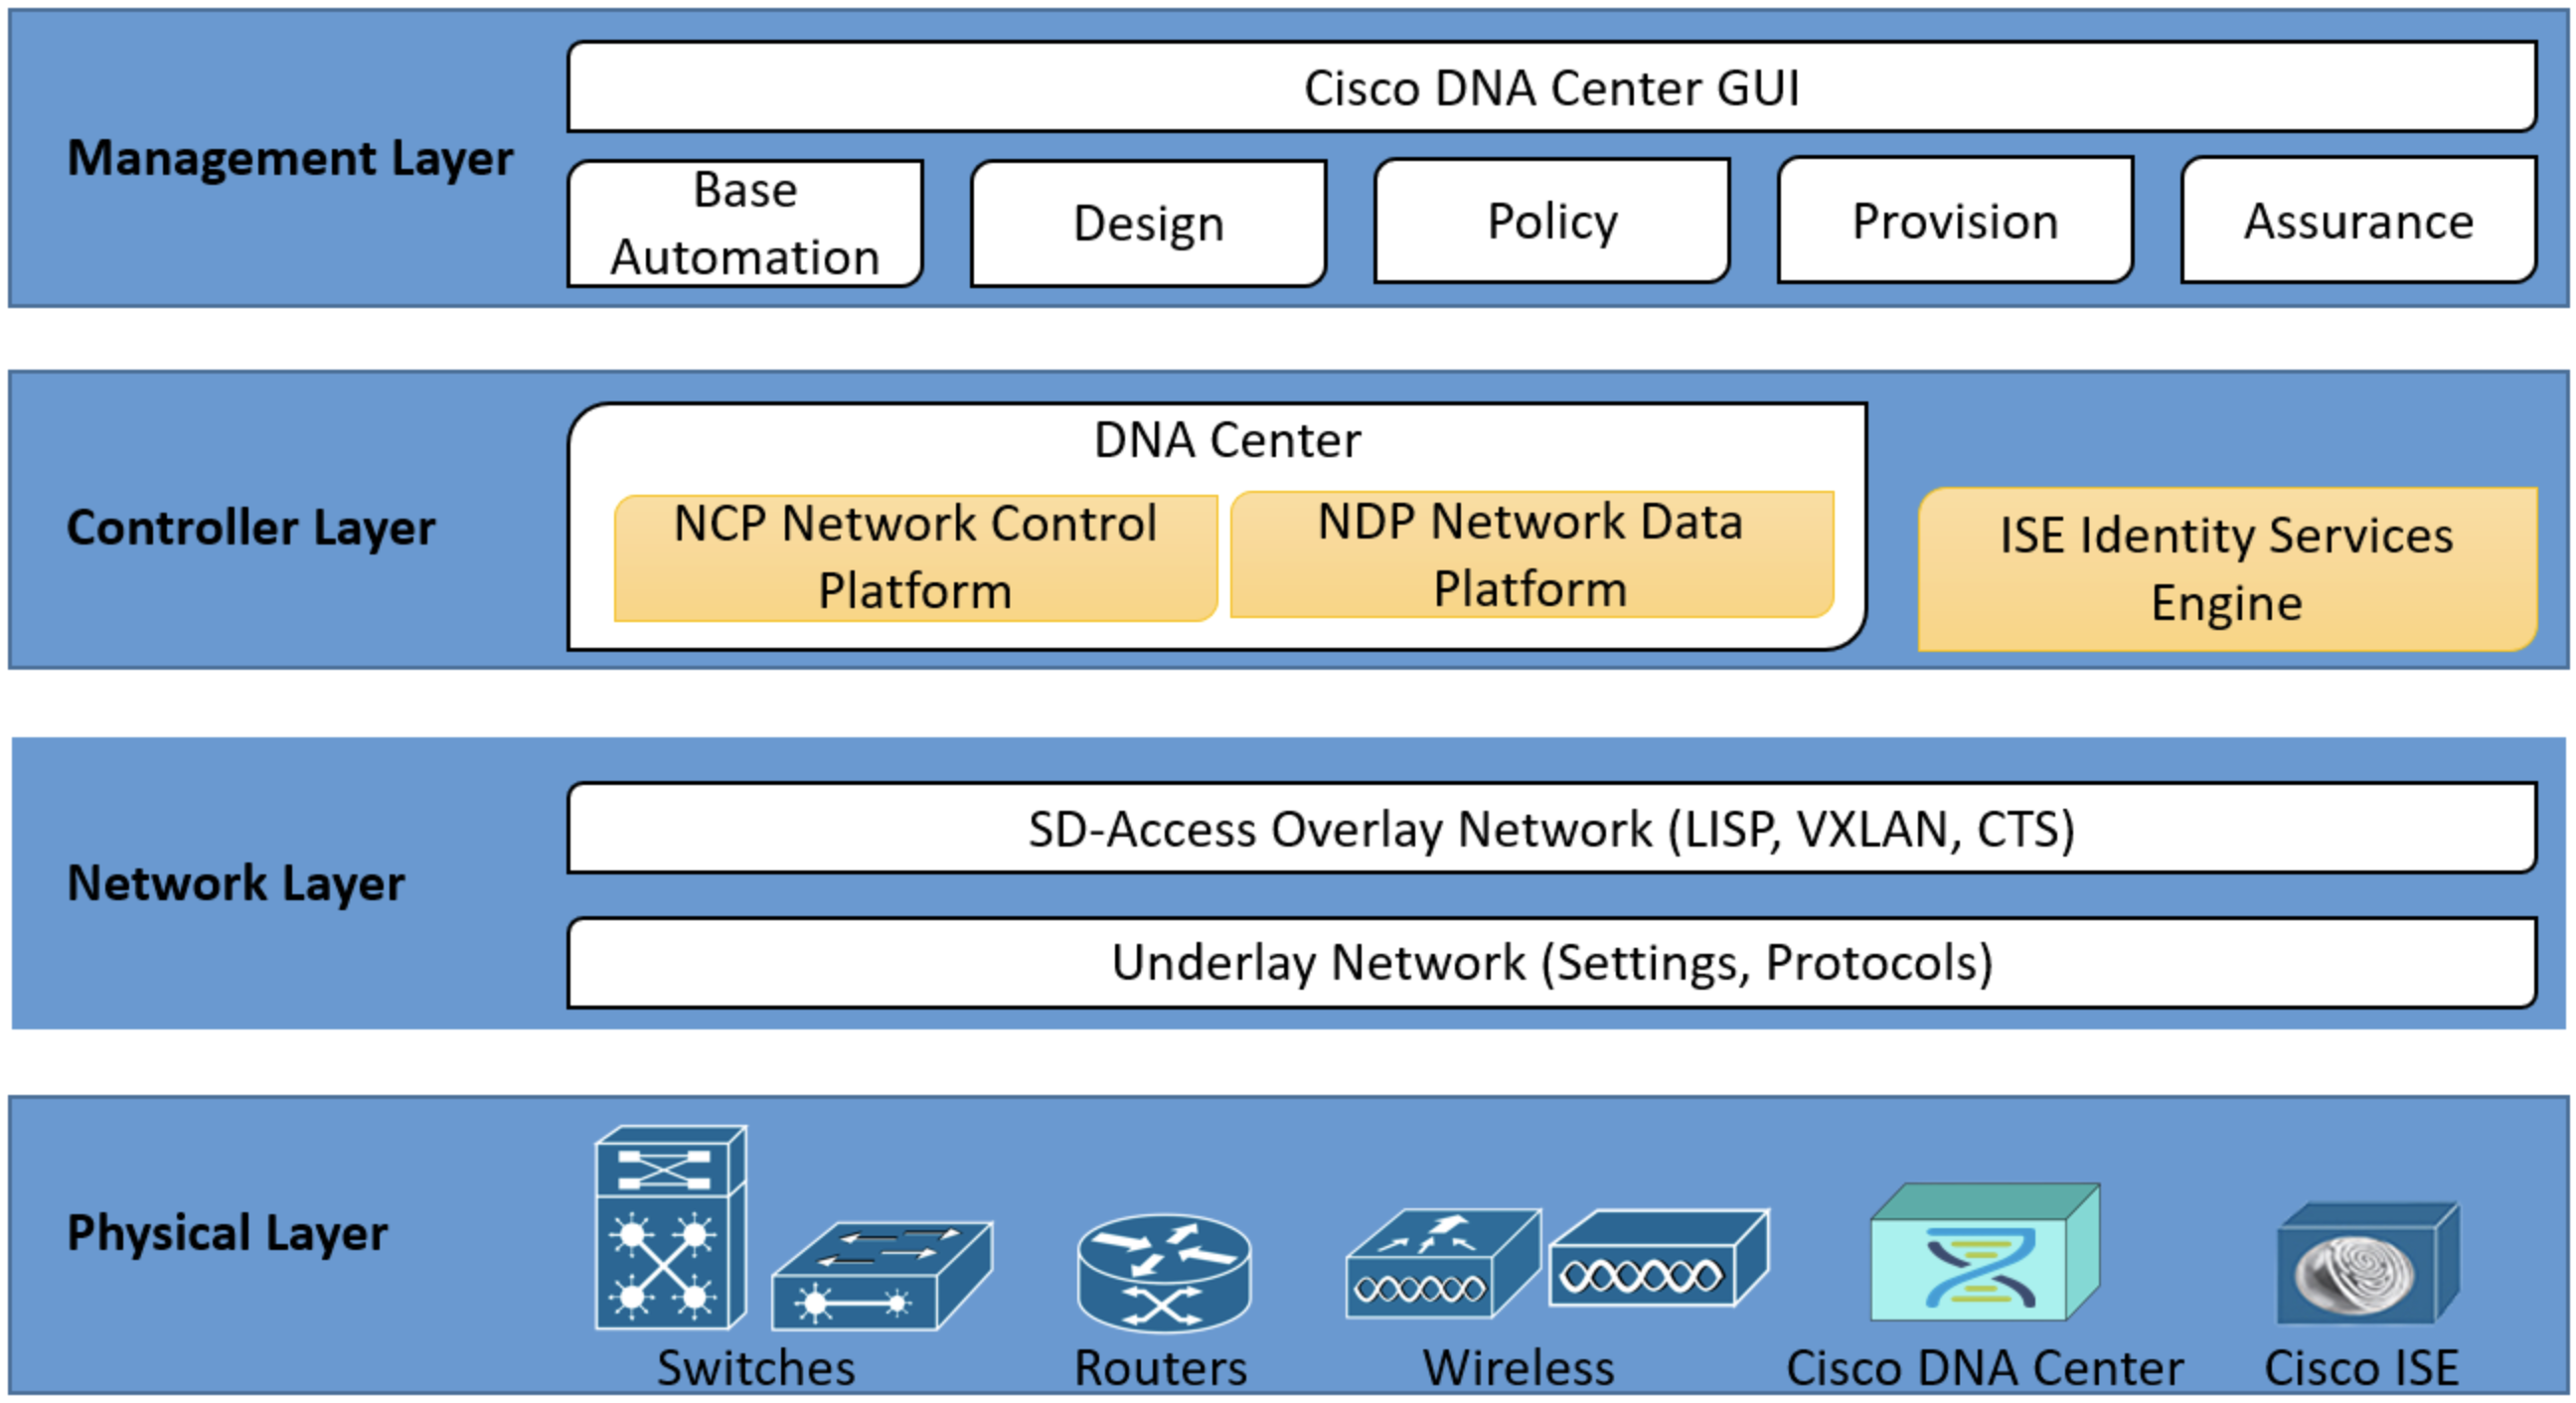 Management Layer
Cisco DNA Center GUI
Base
Automation
Design
Policy
Provision
Assurance
Controller Layer
DNA Center
NCP Network Control
Platform
NDP Network Data
Platform
ISE Identity Services
Engine
Network Layer
SD-Access Overlay Network (LISP, VXLAN, CTS)
Underlay Network (Settings, Protocols)
Physical Layer
Switches
Routers
Wireless
Cisco DNA Center
Cisco ISE